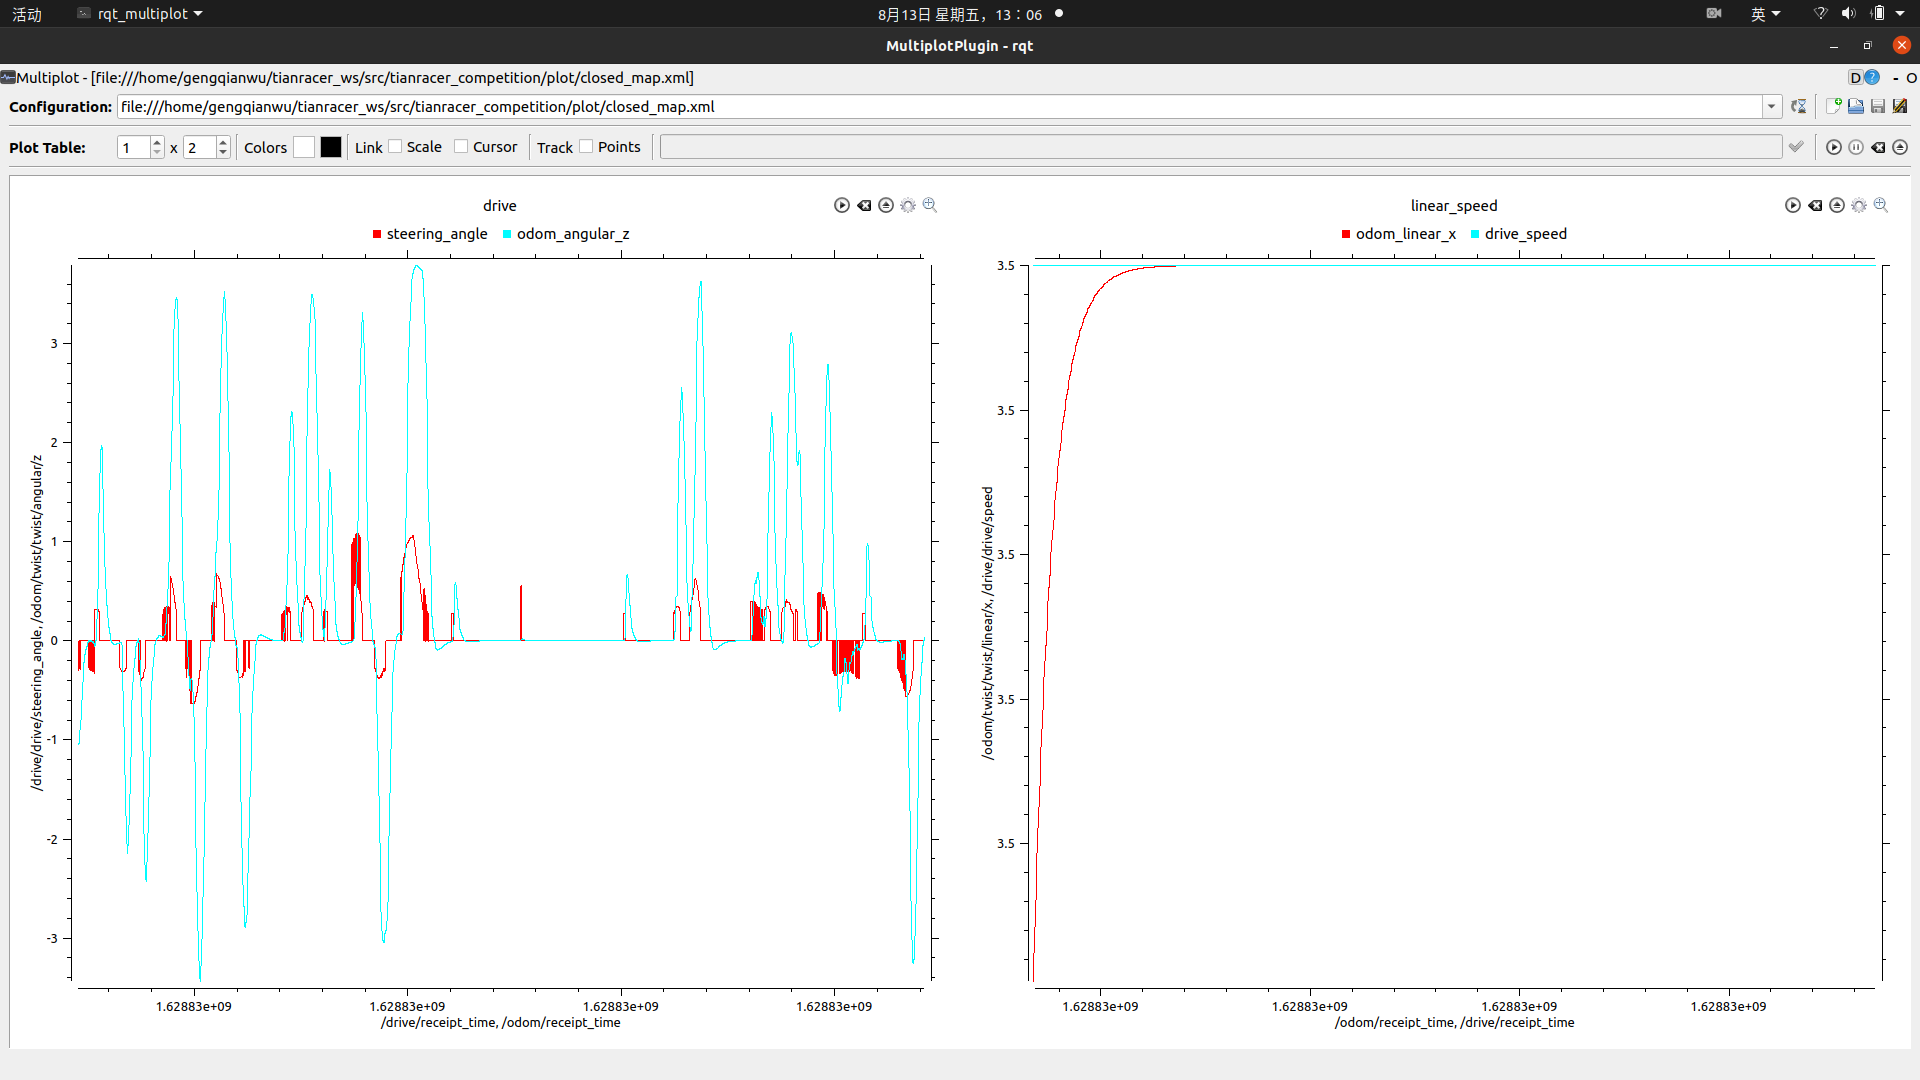 活动 rqt_multiplot 8月13日 星期五，13：06 英
MultiplotPlugin - rqt
Multiplot - [file:///home/gengqianwu/tianracer_ws/src/tianracer_competition/plot/closed_map.xml] D ? - O
Configuration: file:///home/gengqianwu/tianracer_ws/src/tianracer_competition/plot/closed_map.xml
Plot Table: 1 x 2 Colors Link Scale Cursor Track Points
drive
steering_angle odom_angular_z
3
2
1
0
-1
-2
-3
/drive/drive/steering_angle, /odom/twist/twist/angular/z
1.62883e+09 1.62883e+09 1.62883e+09 1.62883e+09
/drive/receipt_time, /odom/receipt_time
linear_speed
odom_linear_x drive_speed
3.5
3.5
3.5
3.5
3.5
/odom/twist/twist/linear/x, /drive/drive/speed
1.62883e+09 1.62883e+09 1.62883e+09 1.62883e+09
/odom/receipt_time, /drive/receipt_time